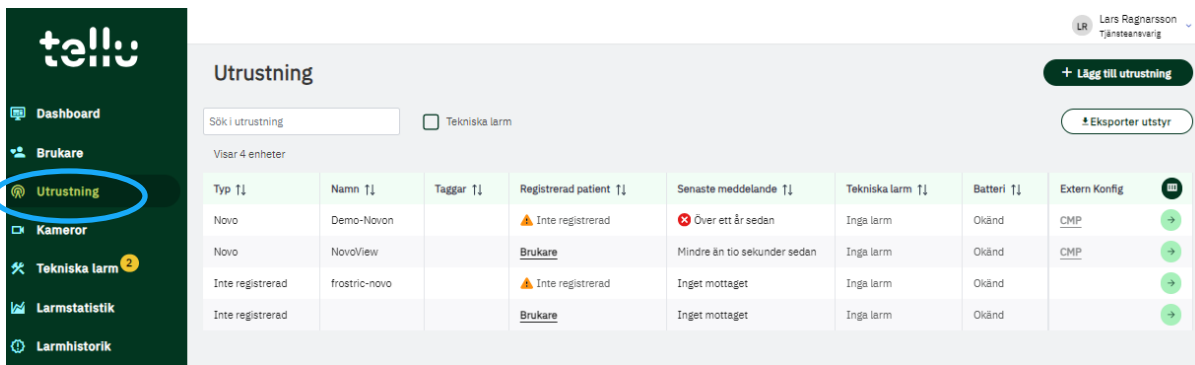 tellu
Dashboard
Brukare
Utrustning
Kameror
Tekniska larm 2
Larmstatistik
Larmhistorik
LR Lars Ragnarsson
Tjänsteansvarig
Utrustning
+ Lägg till utrustning
Sök i utrustning Tekniska larm Eksporter utstyr
Visar 4 enheter
Typ Namn Taggar Registrerad patient Senaste meddelande Tekniska larm Batteri Extern Konfig
Novo Demo-Novon Inte registrerad Över ett år sedan Inga larm Okänd CMP
Novo NovoView Brukare Mindre än tio sekunder sedan Inga larm Okänd CMP
Inte registrerad frostric-novo Inte registrerad Inget mottaget Inga larm Okänd
Inte registrerad Brukare Inget mottaget Inga larm Okänd